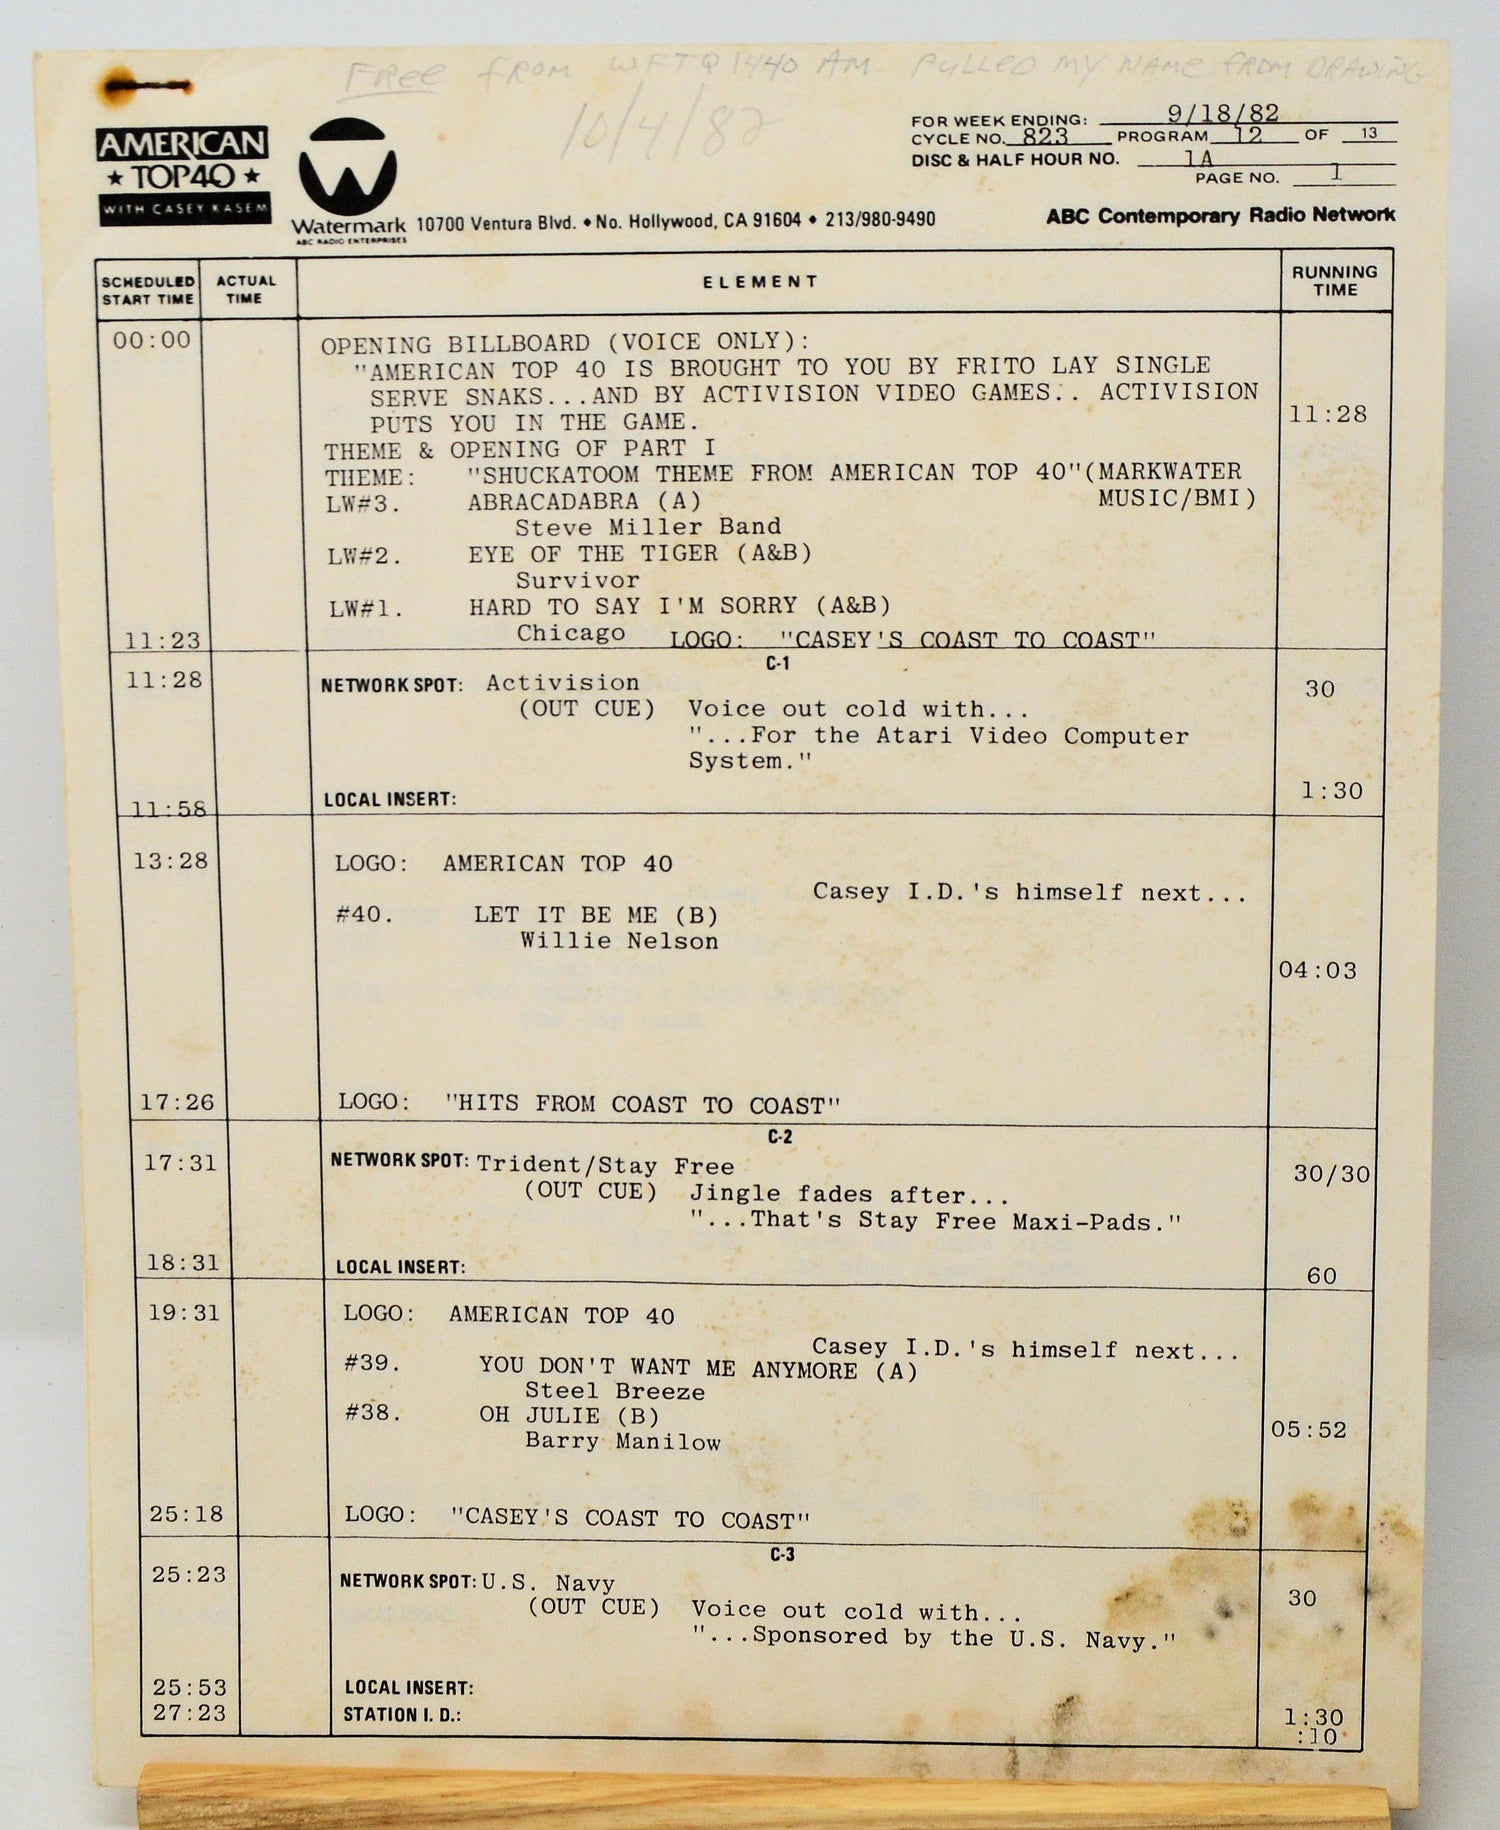 FREE FROM WFTQ 1440 AM PULLED MY NAME FROM DRAWING
10/4/82
AMERICAN
★ TOP40 ★
WITH CASEY KASEM
Watermark
ABC RADIO ENTERPRISES
10700 Ventura Blvd. • No. Hollywood, CA 91604 • 213/980-9490
FOR WEEK ENDING: 9/18/82
CYCLE NO. 823 PROGRAM 12 OF 13
DISC & HALF HOUR NO. 1A
PAGE NO. 1
ABC Contemporary Radio Network
SCHEDULED START TIME ACTUAL TIME ELEMENT RUNNING TIME
00:00 OPENING BILLBOARD (VOICE ONLY):
"AMERICAN TOP 40 IS BROUGHT TO YOU BY FRITO LAY SINGLE
SERVE SNAKS...AND BY ACTIVISION VIDEO GAMES.. ACTIVISION
PUTS YOU IN THE GAME. 11:28
THEME & OPENING OF PART I
THEME: "SHUCKATOOM THEME FROM AMERICAN TOP 40"(MARKWATER
LW#3. ABRACADABRA (A) MUSIC/BMI)
Steve Miller Band
LW#2. EYE OF THE TIGER (A&B)
Survivor
LW#1. HARD TO SAY I'M SORRY (A&B)
11:23 Chicago LOGO: "CASEY'S COAST TO COAST"
C-1
11:28 NETWORK SPOT: Activision 30
(OUT CUE) Voice out cold with...
"...For the Atari Video Computer
System."
11:58 LOCAL INSERT: 1:30
13:28 LOGO: AMERICAN TOP 40
Casey I.D.'s himself next...
#40. LET IT BE ME (B)
Willie Nelson
04:03
17:26 LOGO: "HITS FROM COAST TO COAST"
C-2
17:31 NETWORK SPOT: Trident/Stay Free 30/30
(OUT CUE) Jingle fades after...
"...That's Stay Free Maxi-Pads."
18:31 LOCAL INSERT: 60
19:31 LOGO: AMERICAN TOP 40
Casey I.D.'s himself next...
#39. YOU DON'T WANT ME ANYMORE (A)
Steel Breeze
#38. OH JULIE (B)
Barry Manilow 05:52
25:18 LOGO: "CASEY'S COAST TO COAST"
C-3
25:23 NETWORK SPOT: U.S. Navy 30
(OUT CUE) Voice out cold with...
"...Sponsored by the U.S. Navy."
25:53 LOCAL INSERT: 1:30
27:23 STATION I.D.: :10